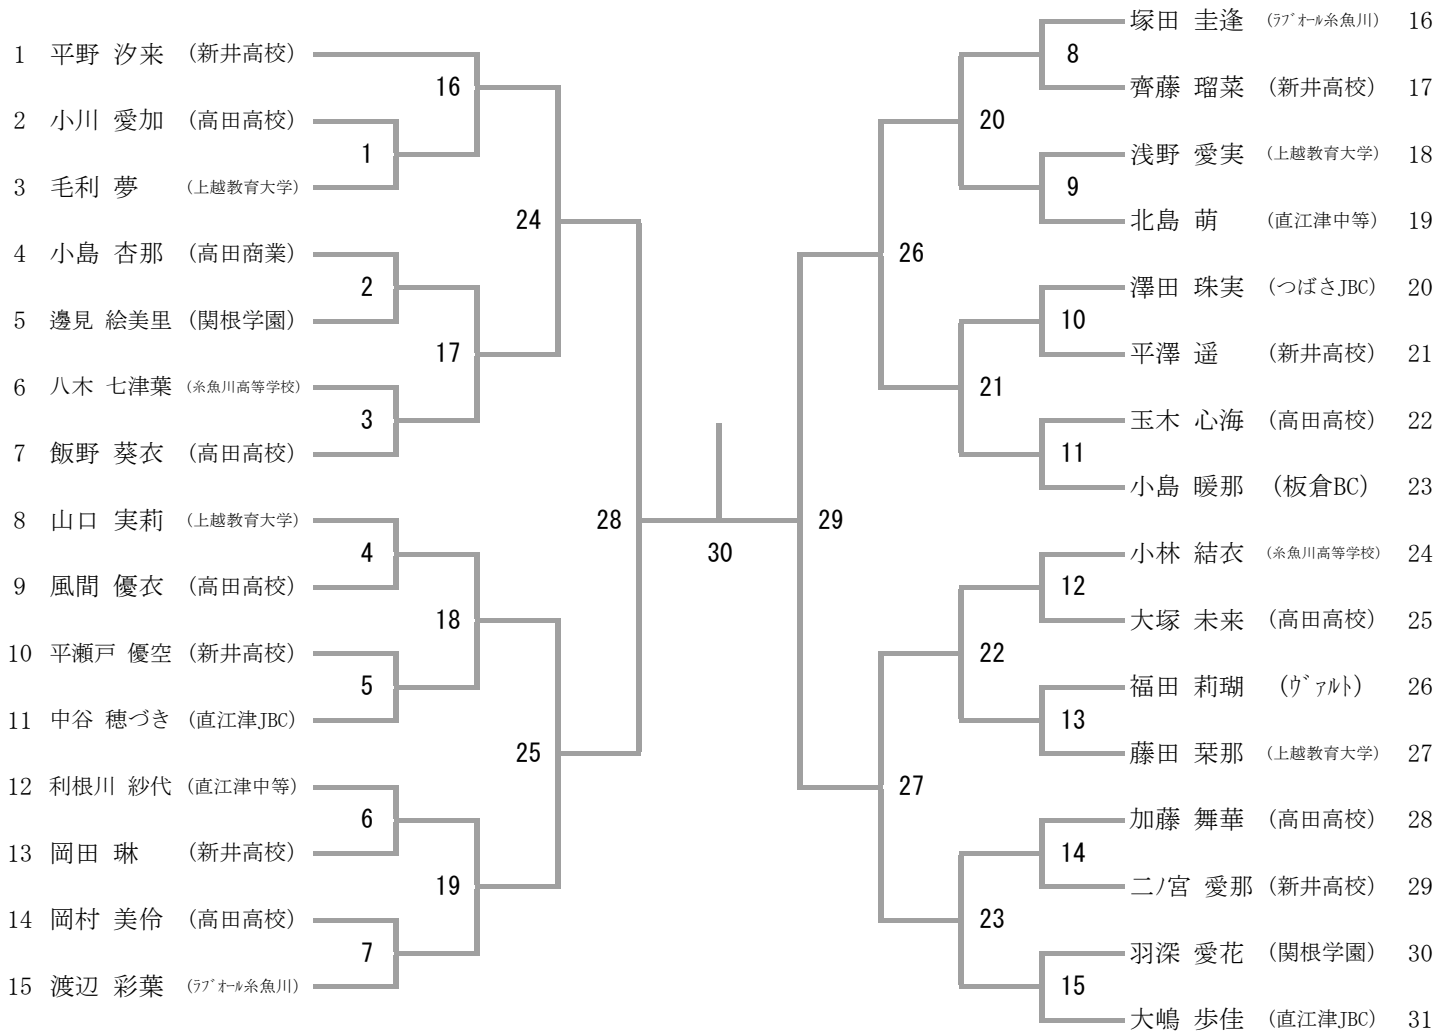 1 平野 汐来 (新井高校)
2 小川 愛加 (高田高校)
3 毛利 夢 (上越教育大学)
4 小島 杏那 (高田商業)
5 邊見 絵美里 (関根学園)
6 八木 七津葉 (糸魚川高等学校)
7 飯野 葵衣 (高田高校)
8 山口 実莉 (上越教育大学)
9 風間 優衣 (高田高校)
10 平瀬戸 優空 (新井高校)
11 中谷 穂づき (直江津JBC)
12 利根川 紗代 (直江津中等)
13 岡田 琳 (新井高校)
14 岡村 美伶 (高田高校)
15 渡辺 彩葉 (ﾗﾌﾞｵｰﾙ糸魚川)
1
2
3
4
5
6
7
16
17
18
19
24
25
28
30
29
26
27
20
21
22
23
8
9
10
11
12
13
14
15
塚田 圭逢 (ﾗﾌﾞｵｰﾙ糸魚川) 16
齊藤 瑠菜 (新井高校) 17
浅野 愛実 (上越教育大学) 18
北島 萌 (直江津中等) 19
澤田 珠実 (つばさJBC) 20
平澤 遥 (新井高校) 21
玉木 心海 (高田高校) 22
小島 暖那 (板倉BC) 23
小林 結衣 (糸魚川高等学校) 24
大塚 未来 (高田高校) 25
福田 莉瑚 (ヴァルト) 26
藤田 栞那 (上越教育大学) 27
加藤 舞華 (高田高校) 28
二ノ宮 愛那 (新井高校) 29
羽深 愛花 (関根学園) 30
大嶋 歩佳 (直江津JBC) 31